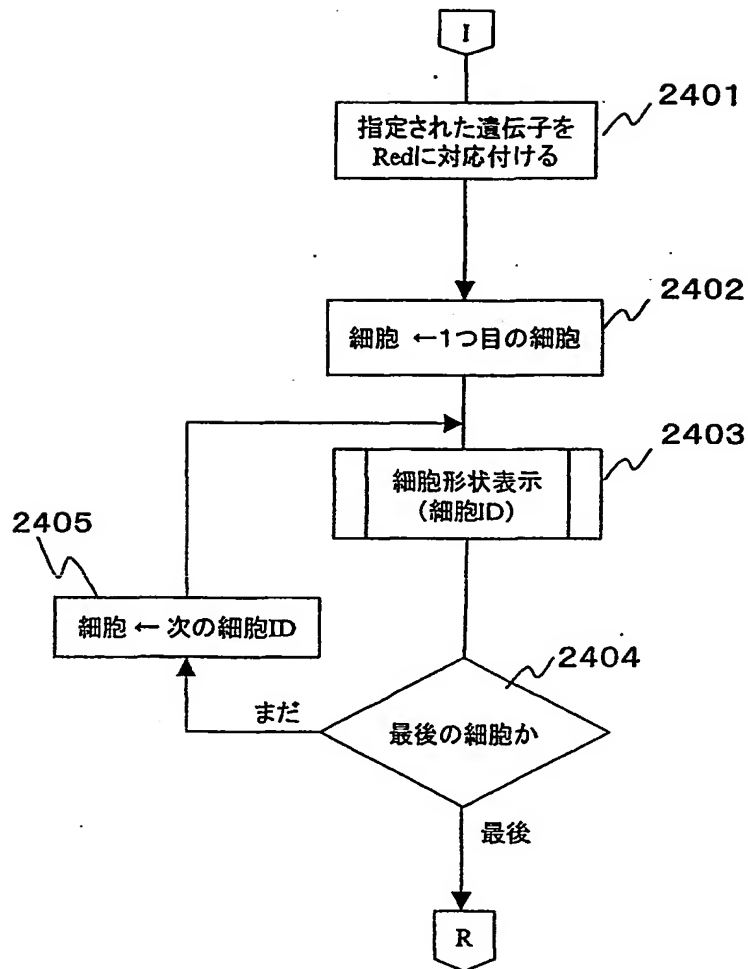 I
2401
指定された遺伝子を
Redに対応付ける
2402
細胞 ←1つ目の細胞
2403
細胞形状表示
(細胞ID)
2405
細胞 ← 次の細胞ID
2404
まだ
最後の細胞か
最後
R